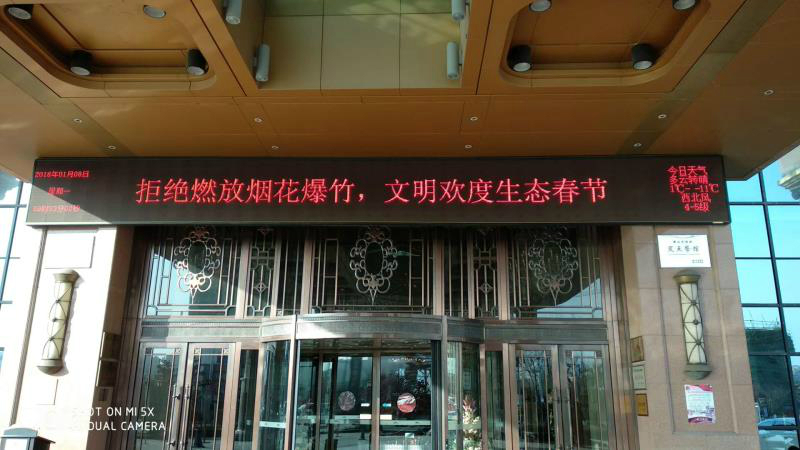 2018年01月08日
星期一
拒绝燃放烟花爆竹，文明欢度生态春节
今日天气
多云转晴
1℃--11℃
西北风
4-5级
SHOT ON MI 5X
DUAL CAMERA